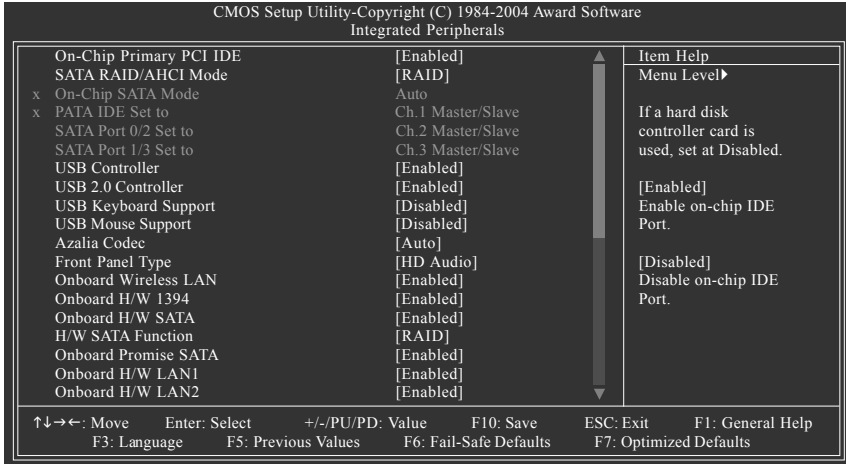 CMOS Setup Utility-Copyright (C) 1984-2004 Award Software
Integrated Peripherals
On-Chip Primary PCI IDE [Enabled]
SATA RAID/AHCI Mode [RAID]
x On-Chip SATA Mode Auto
x PATA IDE Set to Ch.1 Master/Slave
SATA Port 0/2 Set to Ch.2 Master/Slave
SATA Port 1/3 Set to Ch.3 Master/Slave
USB Controller [Enabled]
USB 2.0 Controller [Enabled]
USB Keyboard Support [Disabled]
USB Mouse Support [Disabled]
Azalia Codec [Auto]
Front Panel Type [HD Audio]
Onboard Wireless LAN [Enabled]
Onboard H/W 1394 [Enabled]
Onboard H/W SATA [Enabled]
H/W SATA Function [RAID]
Onboard Promise SATA [Enabled]
Onboard H/W LAN1 [Enabled]
Onboard H/W LAN2 [Enabled]
Item Help
Menu Level▶
If a hard disk
controller card is
used, set at Disabled.
[Enabled]
Enable on-chip IDE
Port.
[Disabled]
Disable on-chip IDE
Port.
↑↓→←: Move Enter: Select +/-/PU/PD: Value F10: Save ESC: Exit F1: General Help
F3: Language F5: Previous Values F6: Fail-Safe Defaults F7: Optimized Defaults